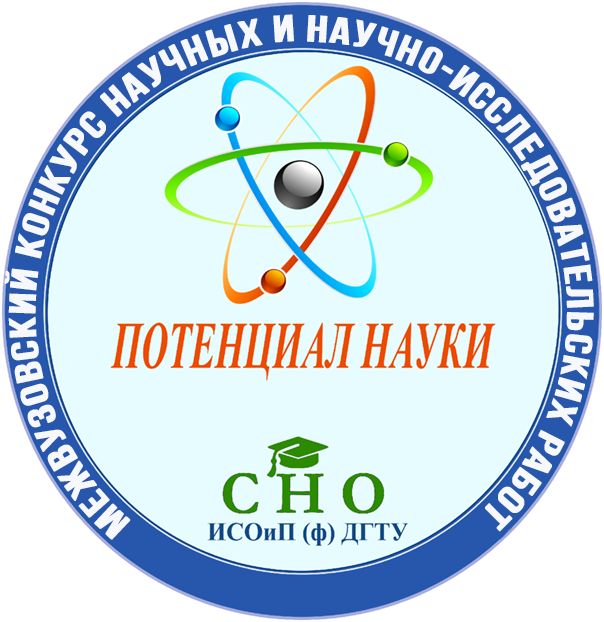 МЕЖВУЗОВСКИЙ КОНКУРС НАУЧНЫХ И НАУЧНО-ИССЛЕДОВАТЕЛЬСКИХ РАБОТ
ПОТЕНЦИАЛ НАУКИ
СНО
ИСОиП (ф) ДГТУ